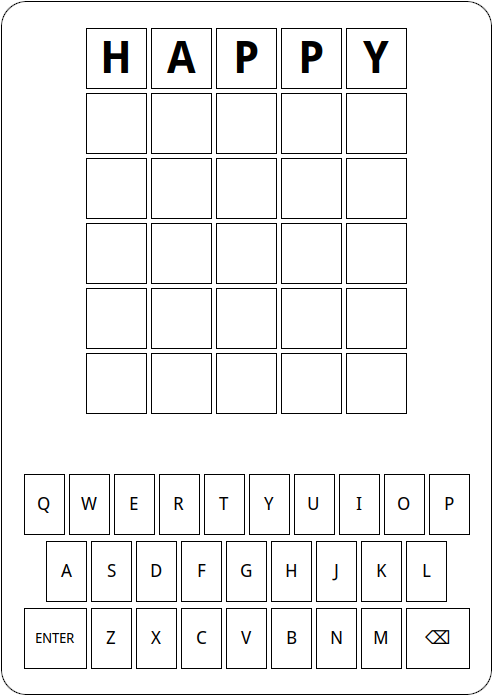 H A P P Y
Q W E R T Y U I O P
A S D F G H J K L
ENTER Z X C V B N M ⌫